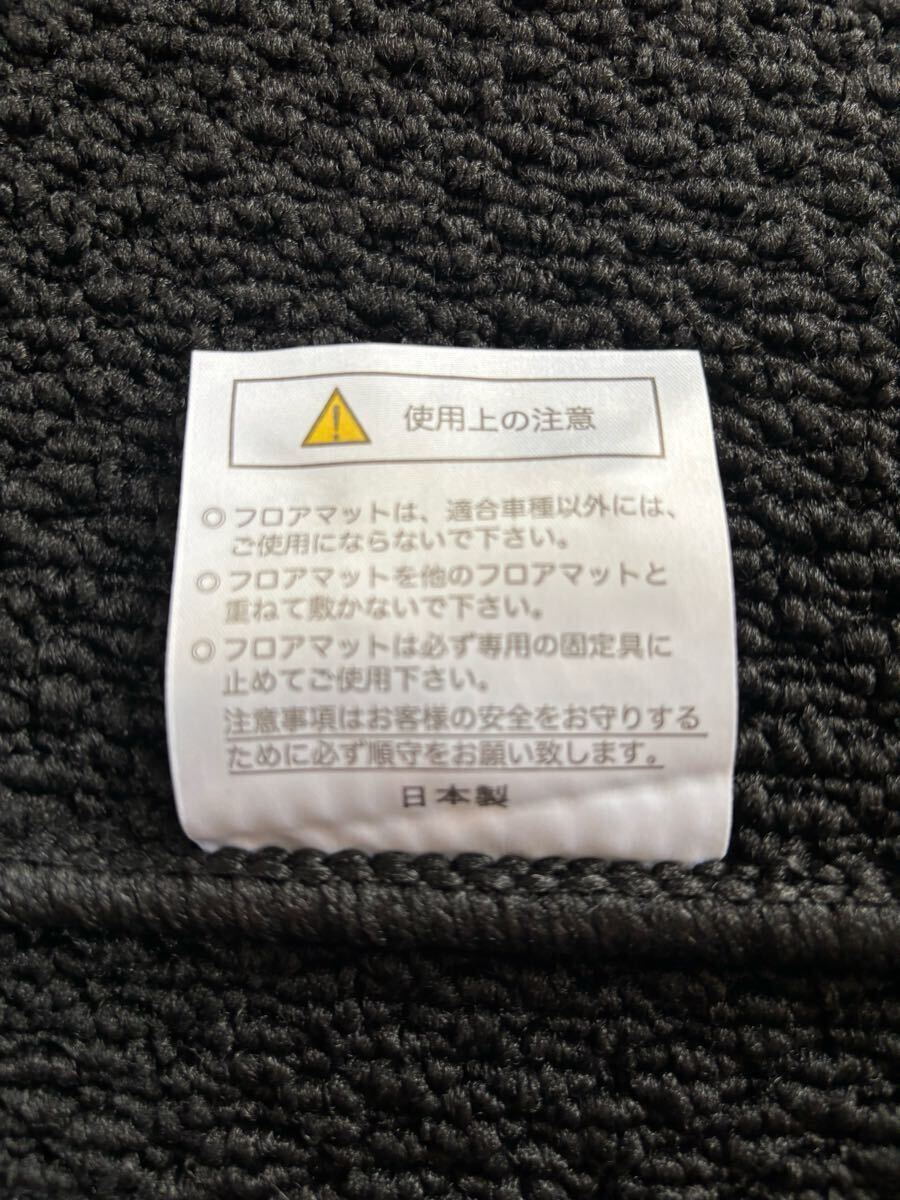 使用上の注意
◎フロアマットは、適合車種以外には、
ご使用にならないで下さい。
◎フロアマットを他のフロアマットと
重ねて敷かないで下さい。
◎フロアマットは必ず専用の固定具に
止めてご使用下さい。
注意事項はお客様の安全をお守りする
ために必ず順守をお願い致します。
日本製